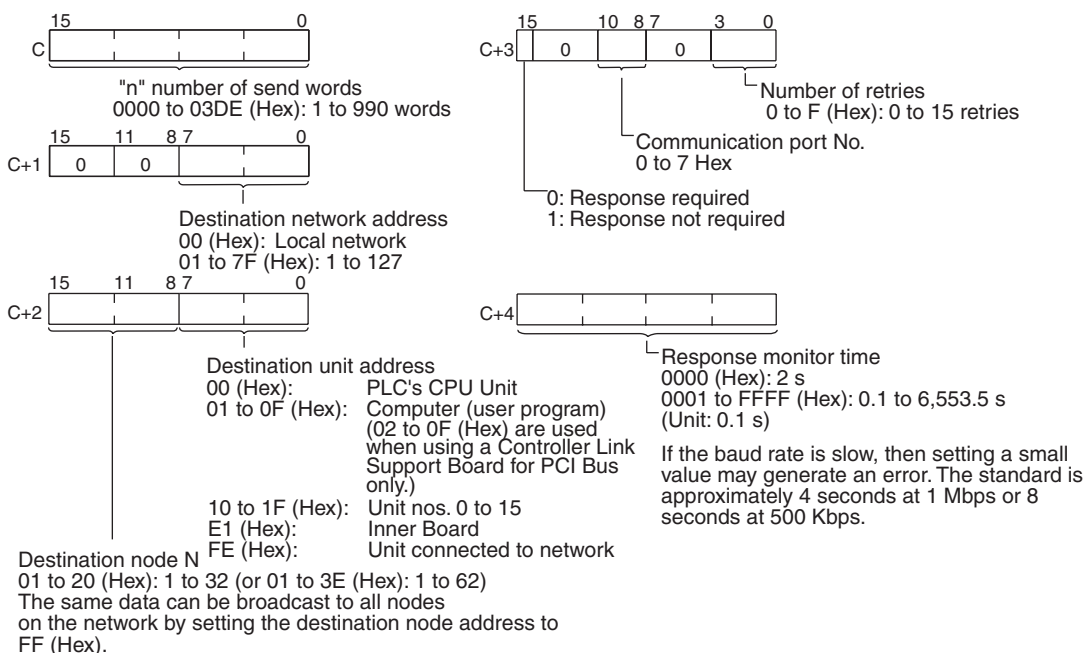 15 0
C
"n" number of send words
0000 to 03DE (Hex): 1 to 990 words
15 11 8 7 0
C+1 0 0
Destination network address
00 (Hex): Local network
01 to 7F (Hex): 1 to 127
15 11 8 7 0
C+2
Destination unit address
00 (Hex): PLC's CPU Unit
01 to 0F (Hex): Computer (user program)
(02 to 0F (Hex) are used
when using a Controller Link
Support Board for PCI Bus
only.)
10 to 1F (Hex): Unit nos. 0 to 15
E1 (Hex): Inner Board
FE (Hex): Unit connected to network
Destination node N
01 to 20 (Hex): 1 to 32 (or 01 to 3E (Hex): 1 to 62)
The same data can be broadcast to all nodes
on the network by setting the destination node address to
FF (Hex).
15 10 8 7 3 0
C+3 0 0
Number of retries
0 to F (Hex): 0 to 15 retries
Communication port No.
0 to 7 Hex
0: Response required
1: Response not required
C+4
Response monitor time
0000 (Hex): 2 s
0001 to FFFF (Hex): 0.1 to 6,553.5 s
(Unit: 0.1 s)
If the baud rate is slow, then setting a small
value may generate an error. The standard is
approximately 4 seconds at 1 Mbps or 8
seconds at 500 Kbps.